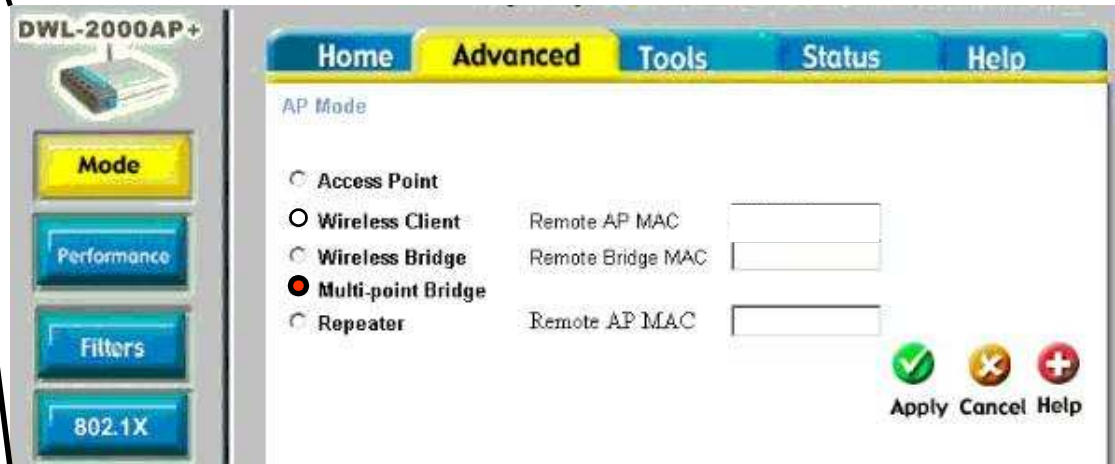 DWL-2000AP+
Home Advanced Tools Status Help
AP Mode
Mode
Performance
Filters
802.1X
Access Point
Wireless Client Remote AP MAC
Wireless Bridge Remote Bridge MAC
Multi-point Bridge
Repeater Remote AP MAC
Apply Cancel Help